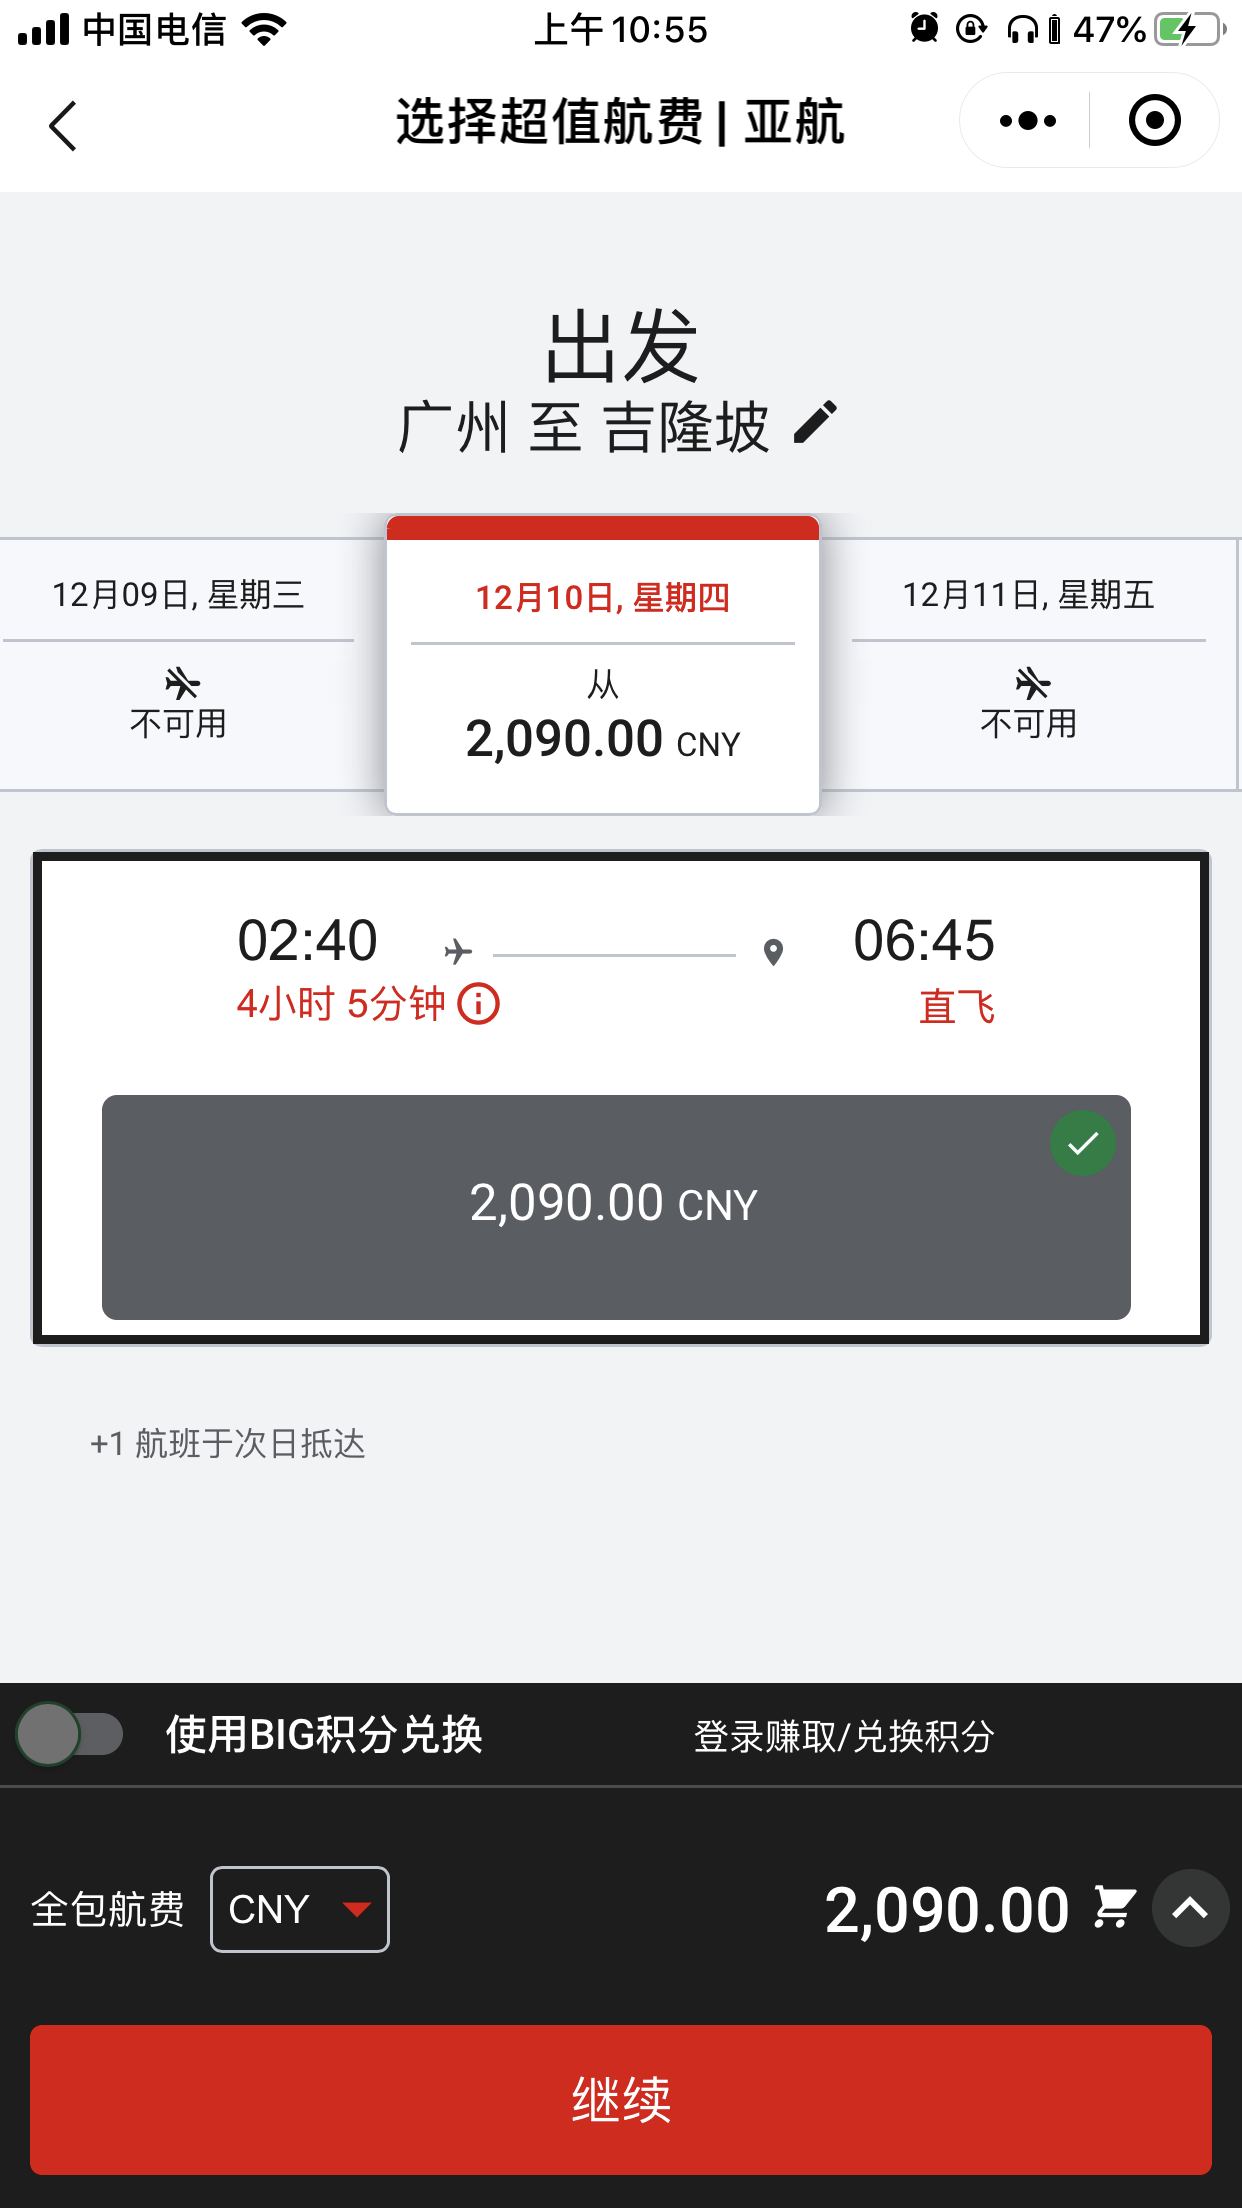 中国电信
上午10:55
47%
选择超值航费 | 亚航
出发
广州 至 吉隆坡
12月09日, 星期三
不可用
12月10日, 星期四
从
2,090.00 CNY
12月11日, 星期五
不可用
02:40
06:45
4小时 5分钟
直飞
2,090.00 CNY
+1 航班于次日抵达
使用BIG积分兑换
登录赚取/兑换积分
全包航费
CNY
2,090.00
继续